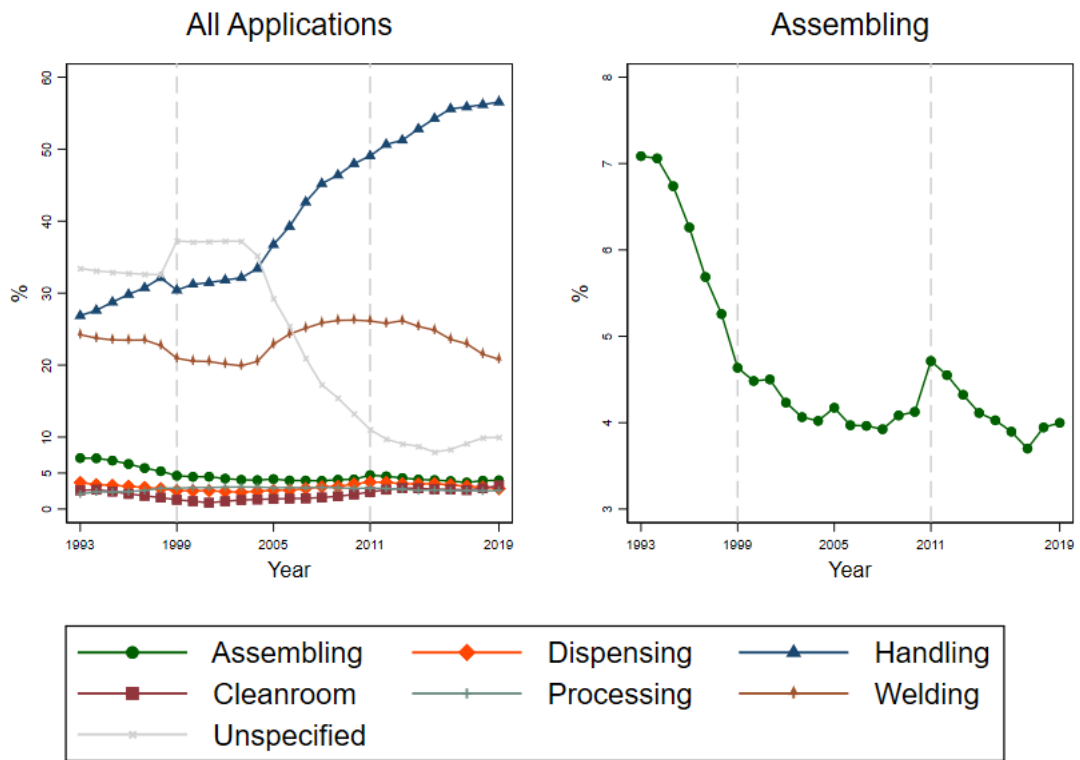 All Applications
Assembling
60
50
40
30
20
10
5
0
%
1993 1999 2005 2011 2019
Year
8
7
6
5
4
3
%
1993 1999 2005 2011 2019
Year
Assembling Dispensing Handling
Cleanroom Processing Welding
Unspecified